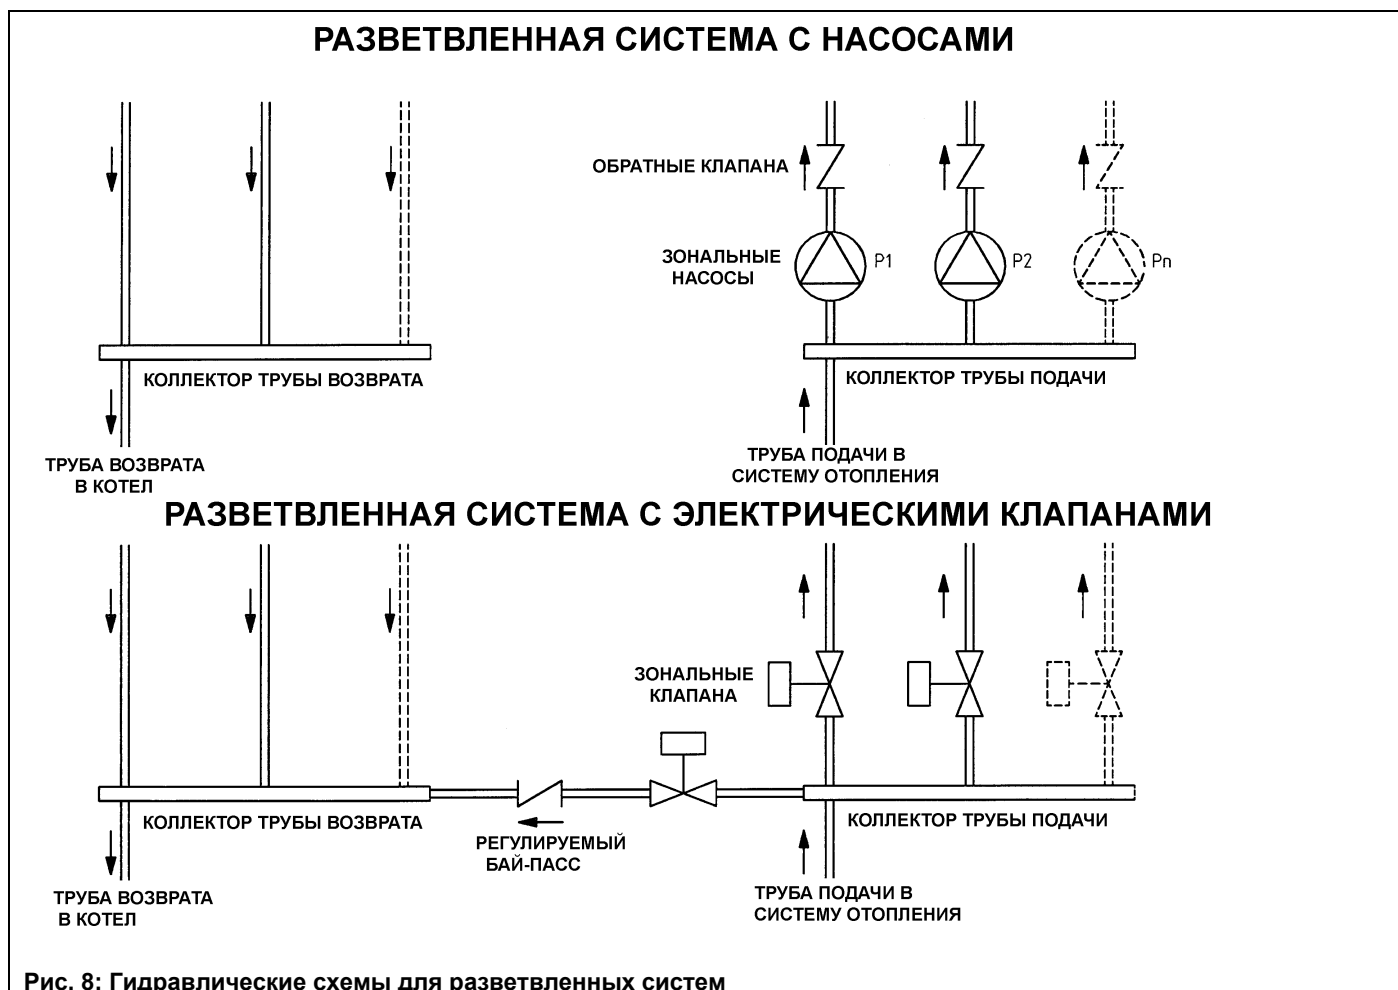 РАЗВЕТВЛЕННАЯ СИСТЕМА С НАСОСАМИ
ОБРАТНЫЕ КЛАПАНА
ЗОНАЛЬНЫЕ
НАСОСЫ
P1
P2
Pn
КОЛЛЕКТОР ТРУБЫ ВОЗВРАТА
КОЛЛЕКТОР ТРУБЫ ПОДАЧИ
ТРУБА ВОЗВРАТА
В КОТЕЛ
ТРУБА ПОДАЧИ В
СИСТЕМУ ОТОПЛЕНИЯ
РАЗВЕТВЛЕННАЯ СИСТЕМА С ЭЛЕКТРИЧЕСКИМИ КЛАПАНАМИ
ЗОНАЛЬНЫЕ
КЛАПАНА
КОЛЛЕКТОР ТРУБЫ ВОЗВРАТА
КОЛЛЕКТОР ТРУБЫ ПОДАЧИ
РЕГУЛИРУЕМЫЙ
БАЙ-ПАСС
ТРУБА ВОЗВРАТА
В КОТЕЛ
ТРУБА ПОДАЧИ В
СИСТЕМУ ОТОПЛЕНИЯ
Рис. 8: Гидравлические схемы для разветвленных систем